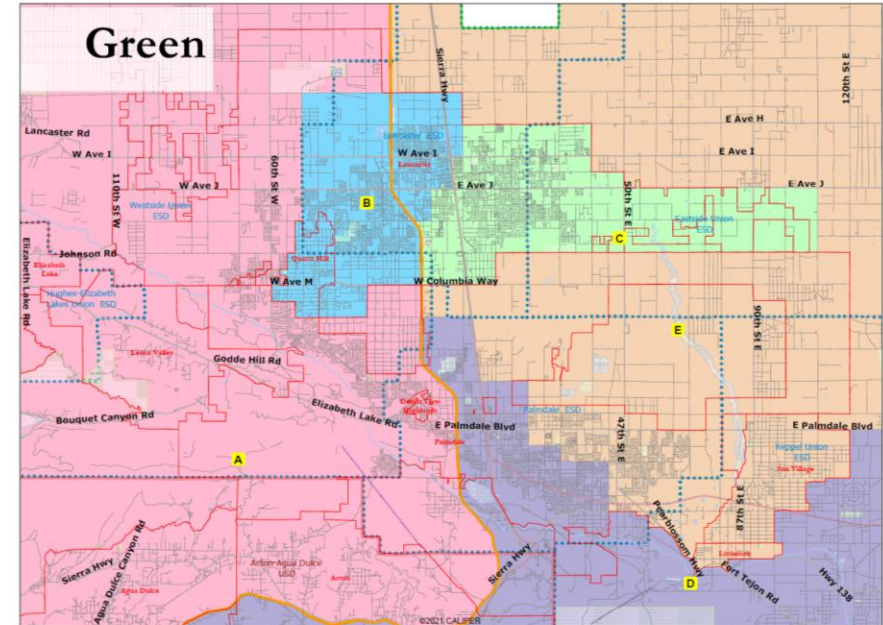 Green
Sierra Hwy
120th St E
Lancaster Rd
W Ave I
110th St W
W Ave J
60th St W
Lancaster ESD
W Ave I
Lancaster
E Ave H
E Ave I
E Ave J
E Ave J
50th St E
Westside Union
ESD
B
Eastside Union
ESD
C
Elizabeth Lake Rd
Johnson Rd
Elizabeth
Lake
Quartz Hill
W Ave M
W Columbia Way
Hughes-Elizabeth
Lakes Union ESD
E
90th St E
Leona Valley
Godde Hill Rd
Desert View
Highlands
Bouquet Canyon Rd
Elizabeth Lake Rd
Palmdale ESD
E Palmdale Blvd
Palmdale
47th St E
E Palmdale Blvd
Keppel Union
ESD
Sun Village
A
87th St E
Pearblossom Hwy
Sierra Hwy
Agua Dulce Canyon Rd
Agua Dulce
Acton-Agua Dulce
USD
Acton
Sierra Hwy
Littlerock
D
Fort Tejon Rd
Hwy 138
©2021 CALIPER